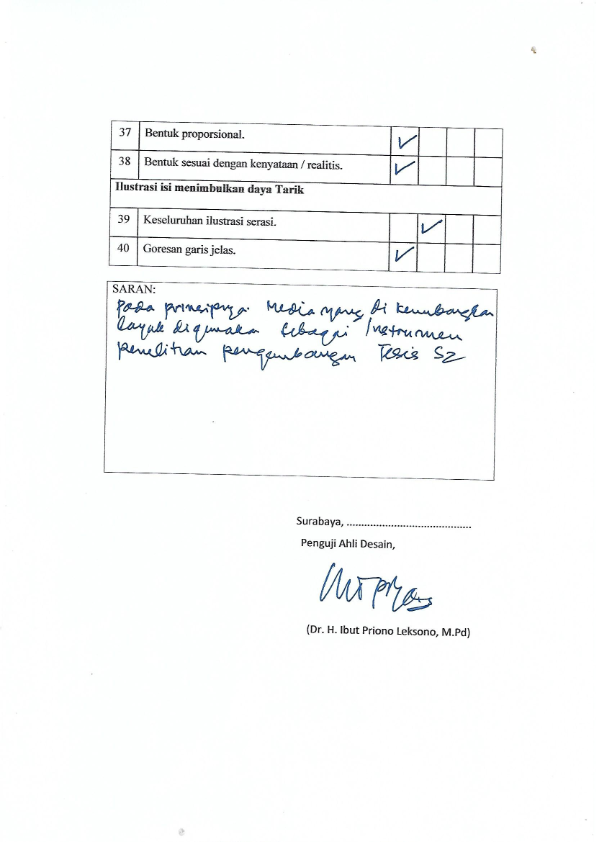 37 Bentuk proporsional. ✓
38 Bentuk sesuai dengan kenyataan / realitis. ✓
Ilustrasi isi menimbulkan daya Tarik
39 Keseluruhan ilustrasi serasi. ✓
40 Goresan garis jelas. ✓
SARAN:
pada prinsipnya Media yang di kembangkan
layak digunakan sebagai Instrumen
penelitian pengembangan Tesis S2
Surabaya, ..........................................
Penguji Ahli Desain,
(Dr. H. Ibut Priono Leksono, M.Pd)